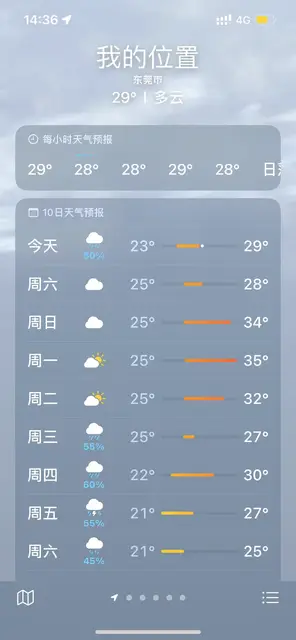 14:36
4G
我的位置
东莞市
29° | 多云
每小时天气预报
29° 28° 28° 29° 28° 日落
10日天气预报
今天 50% 23° 29°
周六 25° 28°
周日 25° 34°
周一 25° 35°
周二 25° 32°
周三 55% 25° 27°
周四 60% 22° 30°
周五 55% 21° 27°
周六 45% 21° 25°